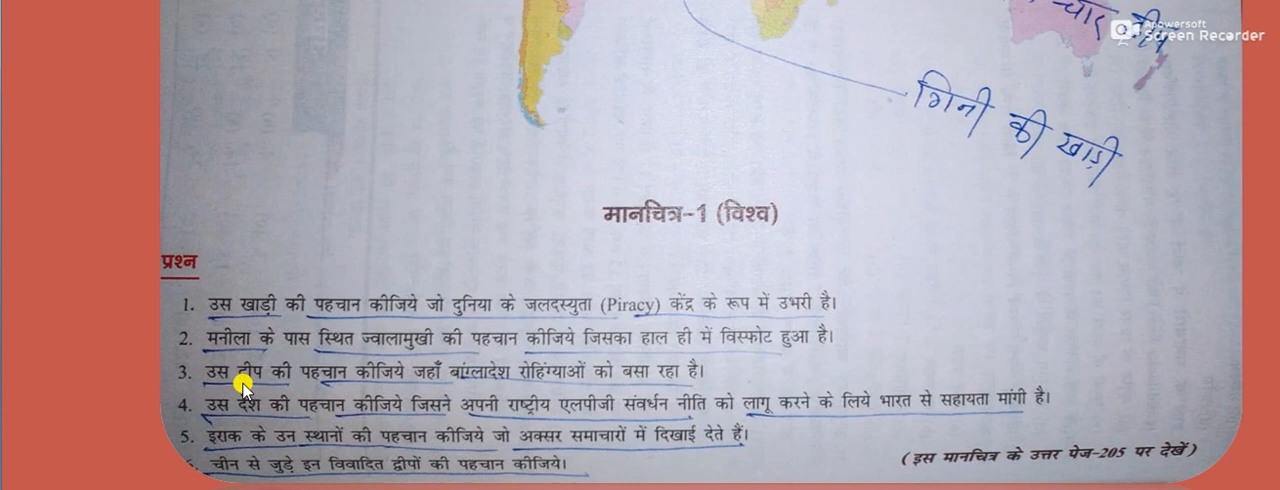 चार द्वीप
Apowersoft
Screen Recorder
गिनी की खाड़ी
मानचित्र-1 (विश्व)
प्रश्न
1. उस खाड़ी की पहचान कीजिये जो दुनिया के जलदस्युता (Piracy) केंद्र के रूप में उभरी है।
2. मनीला के पास स्थित ज्वालामुखी की पहचान कीजिये जिसका हाल ही में विस्फोट हुआ है।
3. उस द्वीप की पहचान कीजिये जहाँ बांग्लादेश रोहिंग्याओं को बसा रहा है।
4. उस देश की पहचान कीजिये जिसने अपनी राष्ट्रीय एलपीजी संवर्धन नीति को लागू करने के लिये भारत से सहायता मांगी है।
5. इराक के उन स्थानों की पहचान कीजिये जो अक्सर समाचारों में दिखाई देते हैं।
चीन से जुड़े इन विवादित द्वीपों की पहचान कीजिये।
(इस मानचित्र के उत्तर पेज-205 पर देखें)